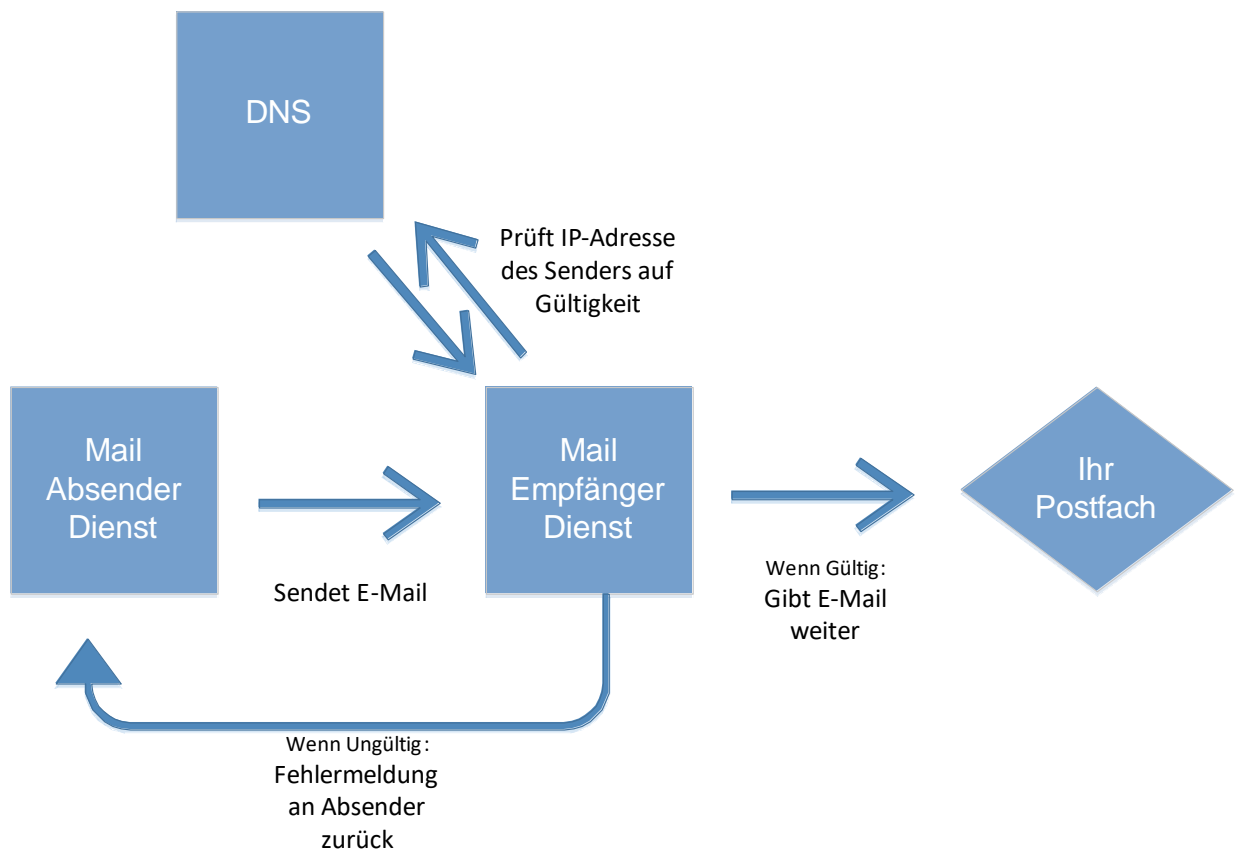 DNS
Prüft IP-Adresse
des Senders auf
Gültigkeit
Mail
Absender
Dienst
Sendet E-Mail
Mail
Empfänger
Dienst
Wenn Gültig:
Gibt E-Mail
weiter
Ihr
Postfach
Wenn Ungültig:
Fehlermeldung
an Absender
zurück